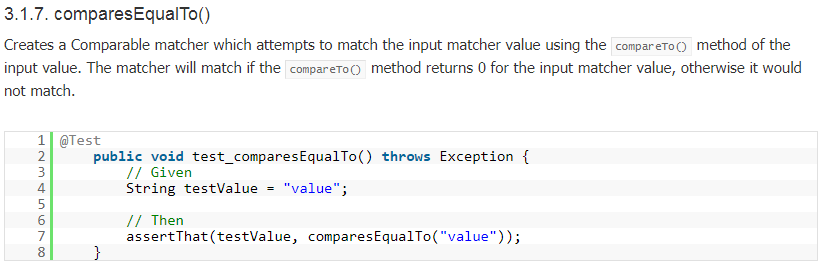 3.1.7. comparesEqualTo()
Creates a Comparable matcher which attempts to match the input matcher value using the compareTo() method of the
input value. The matcher will match if the compareTo() method returns 0 for the input matcher value, otherwise it would
not match.
1 @Test
2     public void test_comparesEqualTo() throws Exception {
3         // Given
4         String testValue = "value";
5
6         // Then
7         assertThat(testValue, comparesEqualTo("value"));
8     }